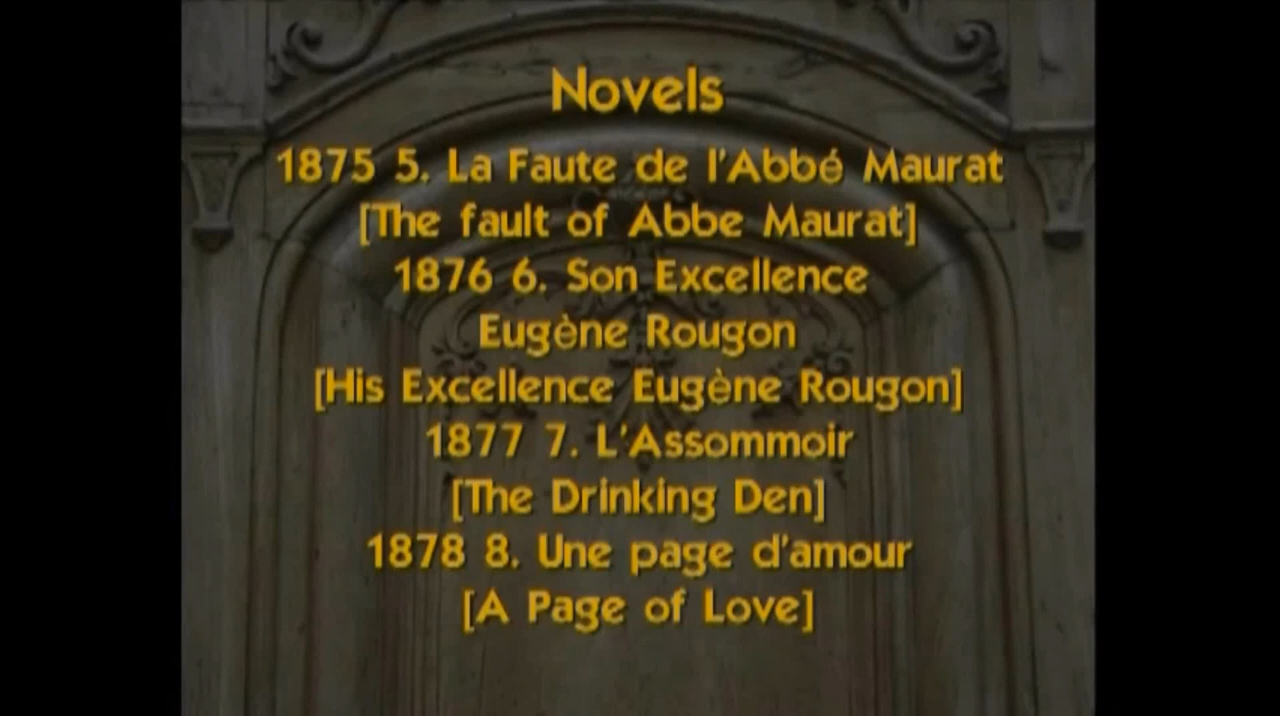 Novels
1875 5. La Faute de l'Abbé Maurat
[The fault of Abbe Maurat]
1876 6. Son Excellence
Eugène Rougon
[His Excellence Eugène Rougon]
1877 7. L'Assommoir
[The Drinking Den]
1878 8. Une page d'amour
[A Page of Love]